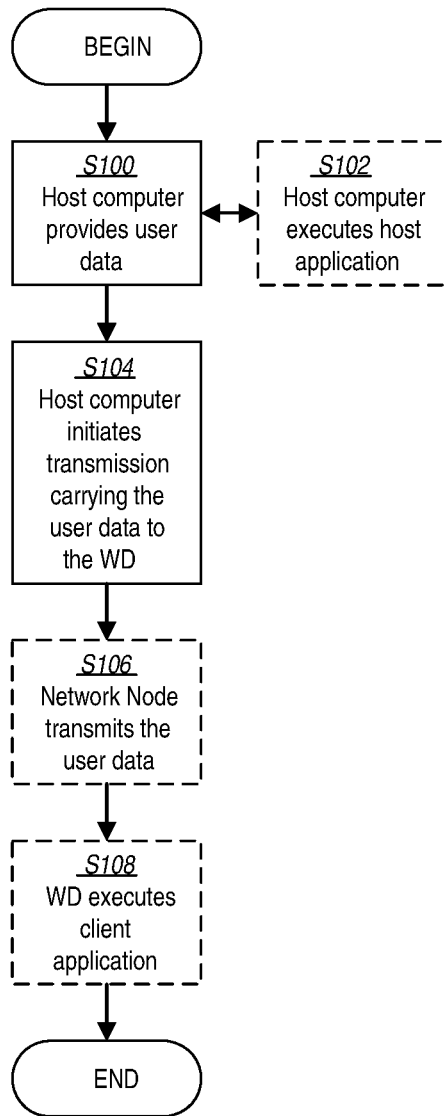 BEGIN
S100
Host computer
provides user
data
S102
Host computer
executes host
application
S104
Host computer
initiates
transmission
carrying the
user data to
the WD
S106
Network Node
transmits the
user data
S108
WD executes
client
application
END